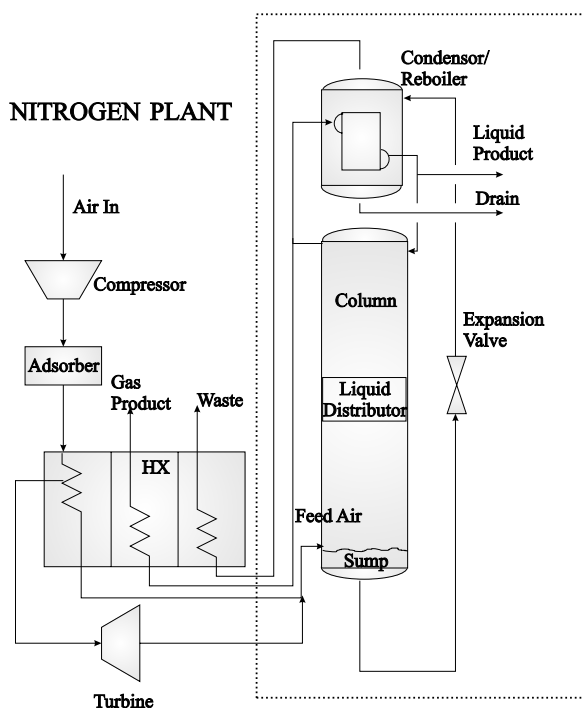 NITROGEN PLANT
Condensor/
Reboiler
Liquid
Product
Drain
Air In
Compressor
Column
Expansion
Valve
Adsorber
Gas
Product
Waste
Liquid
Distributor
HX
Feed Air
Sump
Turbine